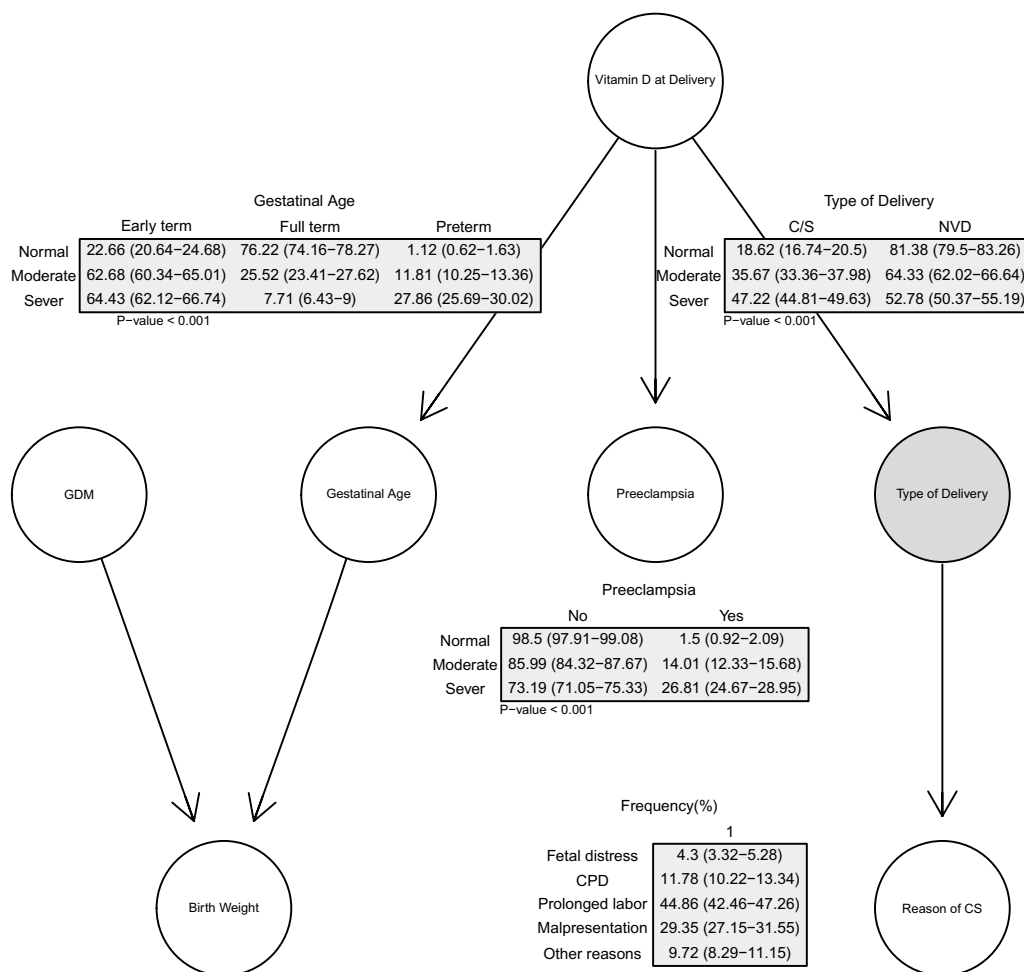 Vitamin D at Delivery
Gestatinal Age
Early term Full term Preterm
Normal 22.66 (20.64−24.68) 76.22 (74.16−78.27) 1.12 (0.62−1.63)
Moderate 62.68 (60.34−65.01) 25.52 (23.41−27.62) 11.81 (10.25−13.36)
Sever 64.43 (62.12−66.74) 7.71 (6.43−9) 27.86 (25.69−30.02)
P−value < 0.001
Type of Delivery
C/S NVD
Normal 18.62 (16.74−20.5) 81.38 (79.5−83.26)
Moderate 35.67 (33.36−37.98) 64.33 (62.02−66.64)
Sever 47.22 (44.81−49.63) 52.78 (50.37−55.19)
P−value < 0.001
GDM
Gestatinal Age
Preeclampsia
Type of Delivery
Preeclampsia
No Yes
Normal 98.5 (97.91−99.08) 1.5 (0.92−2.09)
Moderate 85.99 (84.32−87.67) 14.01 (12.33−15.68)
Sever 73.19 (71.05−75.33) 26.81 (24.67−28.95)
P−value < 0.001
Frequency(%)
1
Fetal distress 4.3 (3.32−5.28)
CPD 11.78 (10.22−13.34)
Prolonged labor 44.86 (42.46−47.26)
Malpresentation 29.35 (27.15−31.55)
Other reasons 9.72 (8.29−11.15)
Birth Weight
Reason of CS